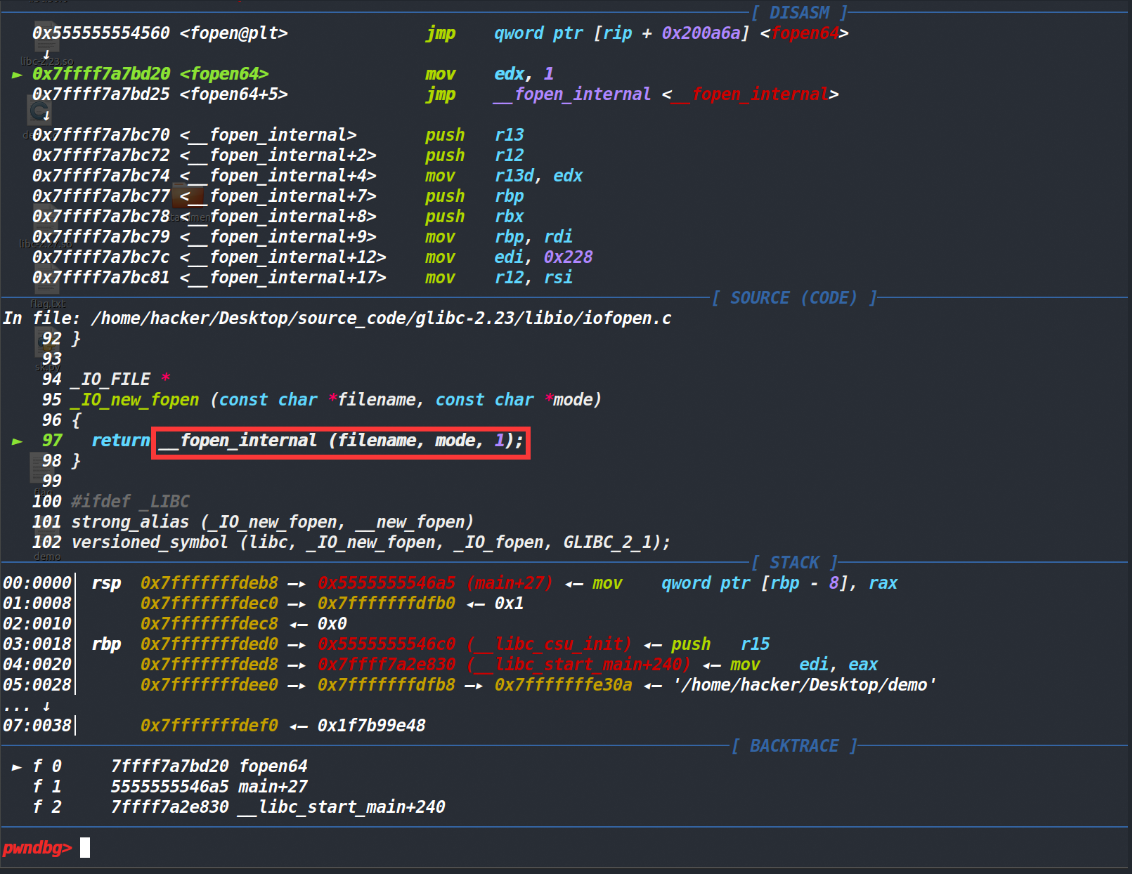 [ DISASM ]
0x555555554560 <fopen@plt> jmp qword ptr [rip + 0x200a6a] <fopen64>
↓
► 0x7ffff7a7bd20 <fopen64> mov edx, 1
0x7ffff7a7bd25 <fopen64+5> jmp __fopen_internal <__fopen_internal>
↓
0x7ffff7a7bc70 <__fopen_internal> push r13
0x7ffff7a7bc72 <__fopen_internal+2> push r12
0x7ffff7a7bc74 <__fopen_internal+4> mov r13d, edx
0x7ffff7a7bc77 <__fopen_internal+7> push rbp
0x7ffff7a7bc78 <__fopen_internal+8> push rbx
0x7ffff7a7bc79 <__fopen_internal+9> mov rbp, rdi
0x7ffff7a7bc7c <__fopen_internal+12> mov edi, 0x228
0x7ffff7a7bc81 <__fopen_internal+17> mov r12, rsi
[ SOURCE (CODE) ]
In file: /home/hacker/Desktop/source_code/glibc-2.23/libio/iofopen.c
92 }
93
94 _IO_FILE *
95 _IO_new_fopen (const char *filename, const char *mode)
96 {
► 97 return __fopen_internal (filename, mode, 1);
98 }
99
100 #ifdef _LIBC
101 strong_alias (_IO_new_fopen, __new_fopen)
102 versioned_symbol (libc, _IO_new_fopen, _IO_fopen, GLIBC_2_1);
[ STACK ]
00:0000│ rsp 0x7fffffffdeb8 —▸ 0x5555555546a5 (main+27) ◂— mov qword ptr [rbp - 8], rax
01:0008│ 0x7fffffffdec0 —▸ 0x7fffffffdfb0 ◂— 0x1
02:0010│ 0x7fffffffdec8 ◂— 0x0
03:0018│ rbp 0x7fffffffded0 —▸ 0x5555555546c0 (__libc_csu_init) ◂— push r15
04:0020│ 0x7fffffffded8 —▸ 0x7ffff7a2e830 (__libc_start_main+240) ◂— mov edi, eax
05:0028│ 0x7fffffffdee0 —▸ 0x7fffffffdfb8 —▸ 0x7fffffffe30a ◂— '/home/hacker/Desktop/demo'
... ↓
07:0038│ 0x7fffffffdef0 ◂— 0x1f7b99e48
[ BACKTRACE ]
► f 0 7ffff7a7bd20 fopen64
f 1 5555555546a5 main+27
f 2 7ffff7a2e830 __libc_start_main+240
pwndbg>
libc-2.23.so
flag.txt
demo